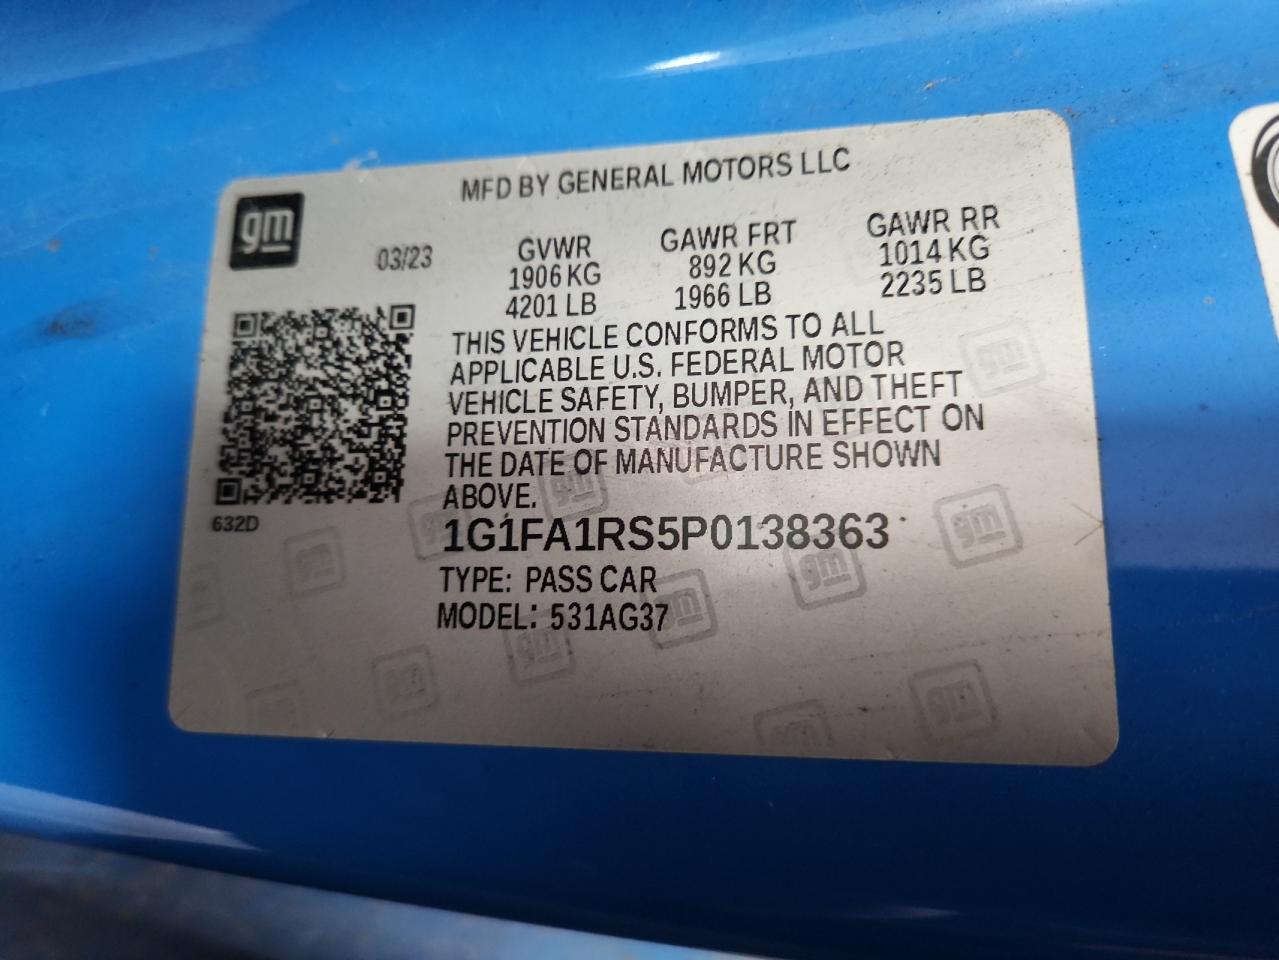 MFD BY GENERAL MOTORS LLC
gm
03/23
GVWR
1906 KG
4201 LB
GAWR FRT
892 KG
1966 LB
GAWR RR
1014 KG
2235 LB
THIS VEHICLE CONFORMS TO ALL
APPLICABLE U.S. FEDERAL MOTOR
VEHICLE SAFETY, BUMPER, AND THEFT
PREVENTION STANDARDS IN EFFECT ON
THE DATE OF MANUFACTURE SHOWN
ABOVE.
632D
1G1FA1RS5P0138363
TYPE: PASS CAR
MODEL: 531AG37